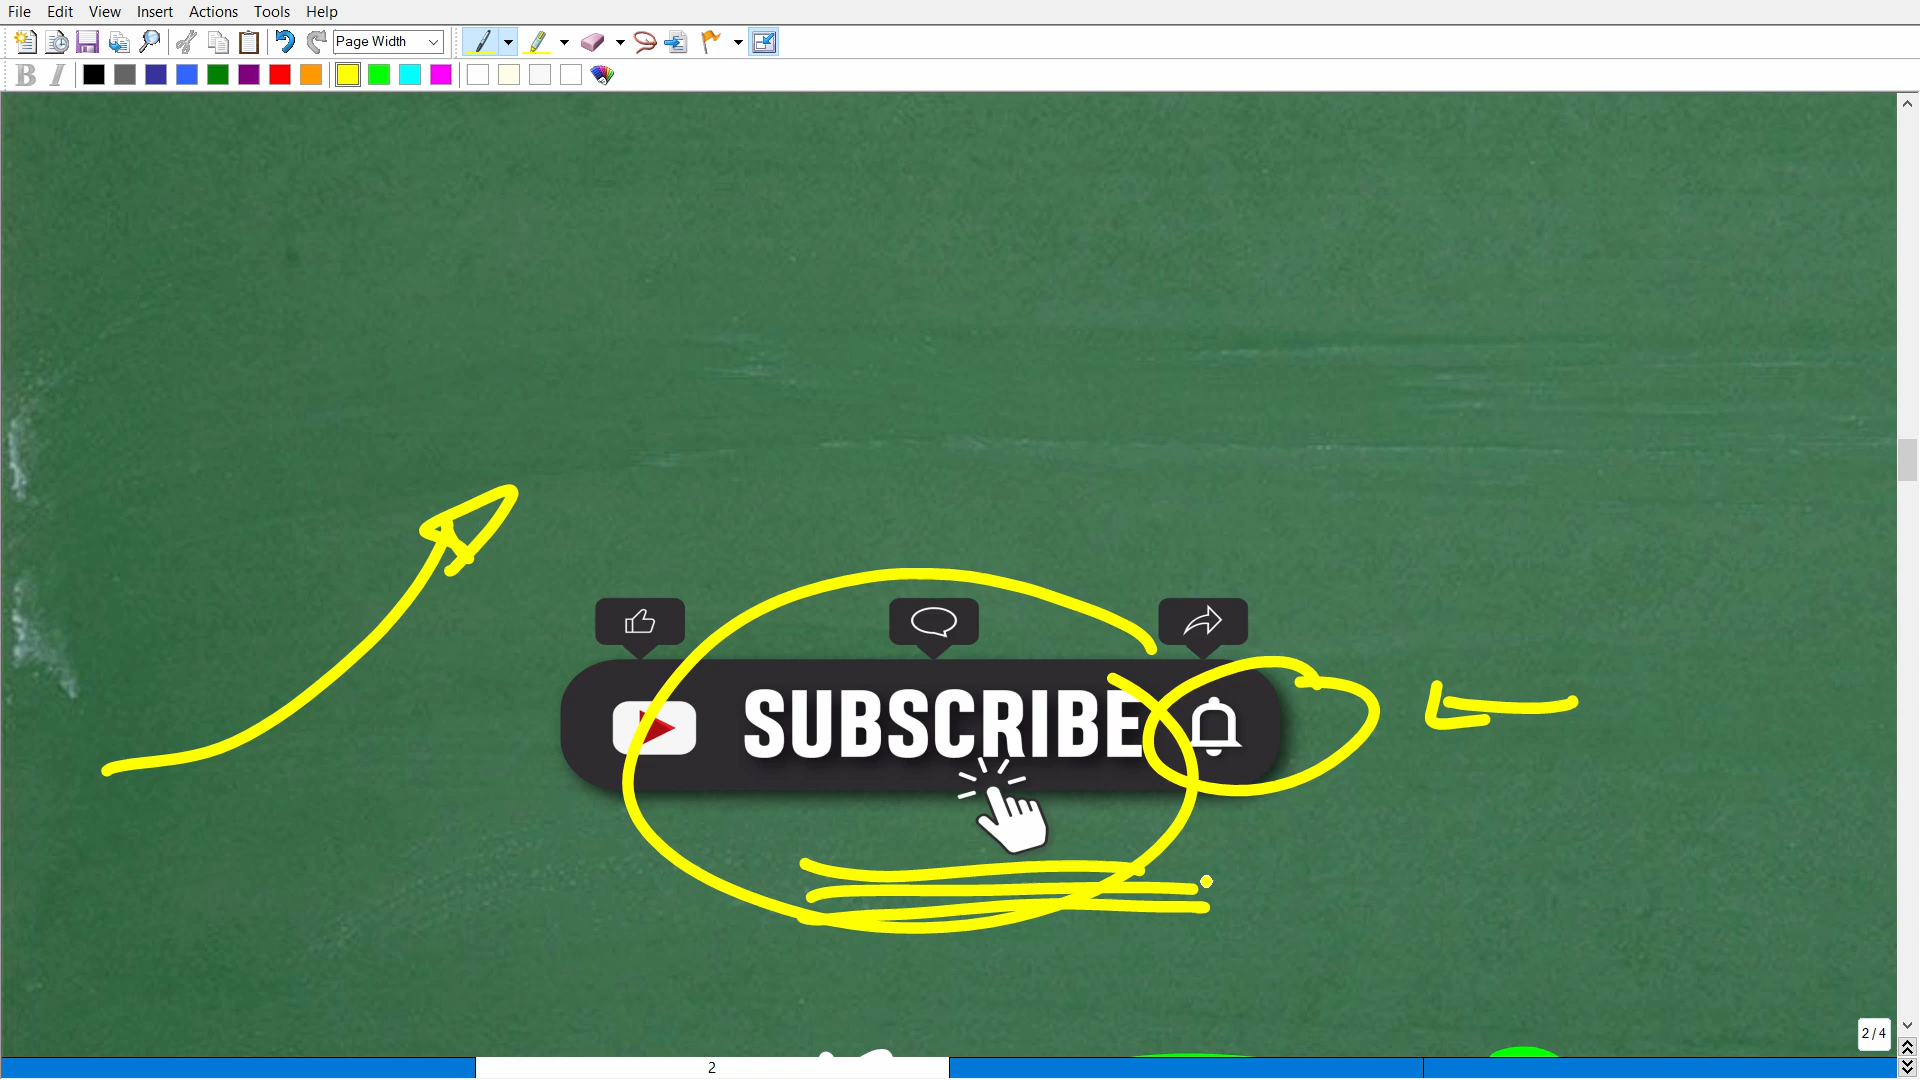 File Edit View Insert Actions Tools Help
Page Width
B I
SUBSCRIBE
2 / 4
2